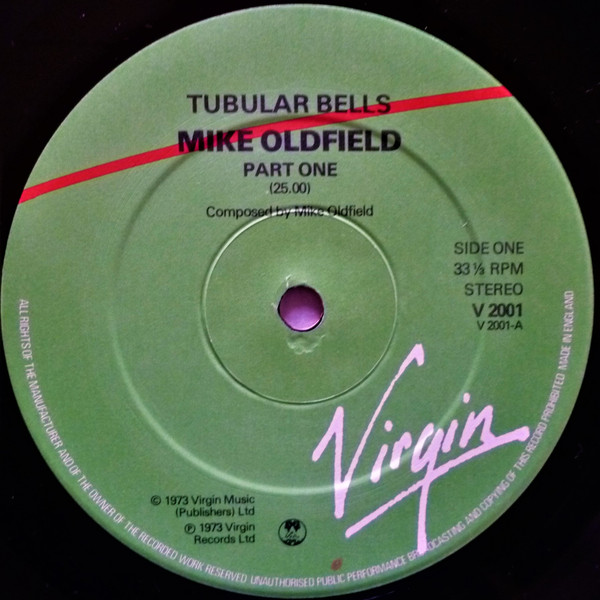 TUBULAR BELLS
MIKE OLDFIELD
PART ONE
(25.00)
Composed by Mike Oldfield
SIDE ONE
33⅓ RPM
STEREO
V 2001
V 2001-A
Virgin
© 1973 Virgin Music
(Publishers) Ltd
℗ 1973 Virgin
Records Ltd
ALL RIGHTS OF THE MANUFACTURER AND OF THE OWNER OF THE RECORDED WORK RESERVED UNAUTHORISED PUBLIC PERFORMANCE BROADCASTING AND COPYING OF THIS RECORD PROHIBITED MADE IN ENGLAND